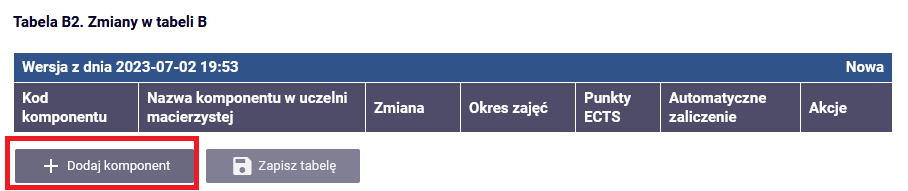 Tabela B2. Zmiany w tabeli B
Wersja z dnia 2023-07-02 19:53 Nowa
Kod komponentu
Nazwa komponentu w uczelni macierzystej
Zmiana
Okres zajęć
Punkty ECTS
Automatyczne zaliczenie
Akcje
Dodaj komponent
Zapisz tabelę